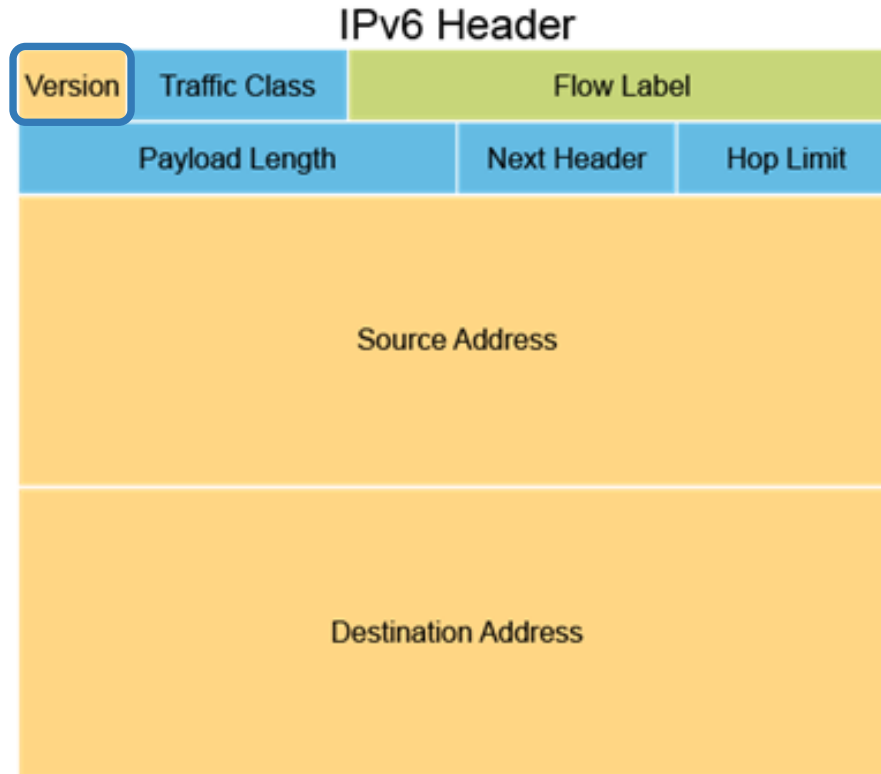 IPv6 Header
Version Traffic Class Flow Label
Payload Length Next Header Hop Limit
Source Address
Destination Address